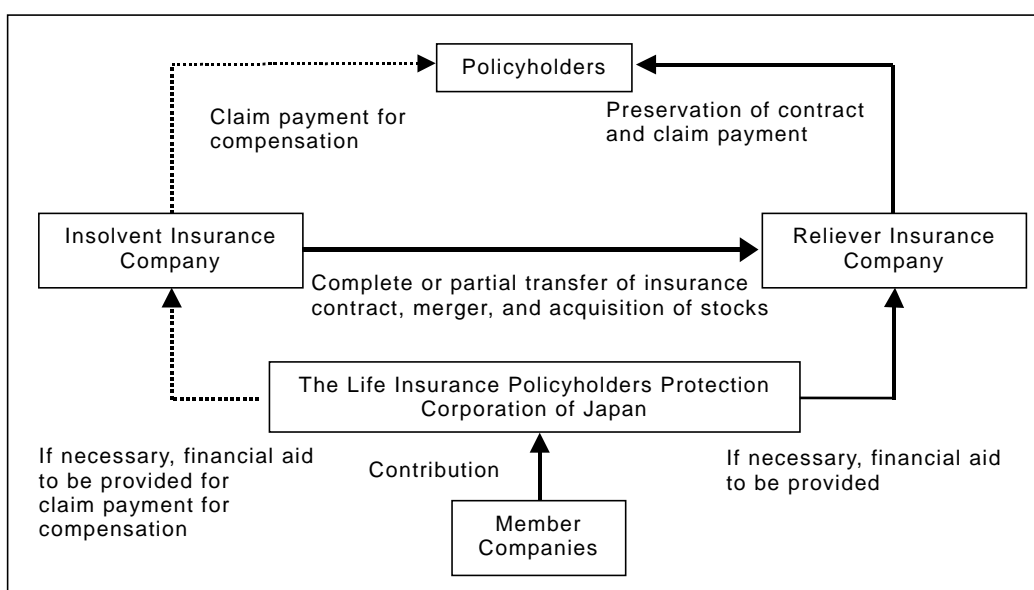 Policyholders
Claim payment for
compensation
Preservation of contract
and claim payment
Insolvent Insurance
Company
Reliever Insurance
Company
Complete or partial transfer of insurance
contract, merger, and acquisition of stocks
The Life Insurance Policyholders Protection
Corporation of Japan
If necessary, financial aid
to be provided for
claim payment for
compensation
Contribution
If necessary, financial aid
to be provided
Member
Companies